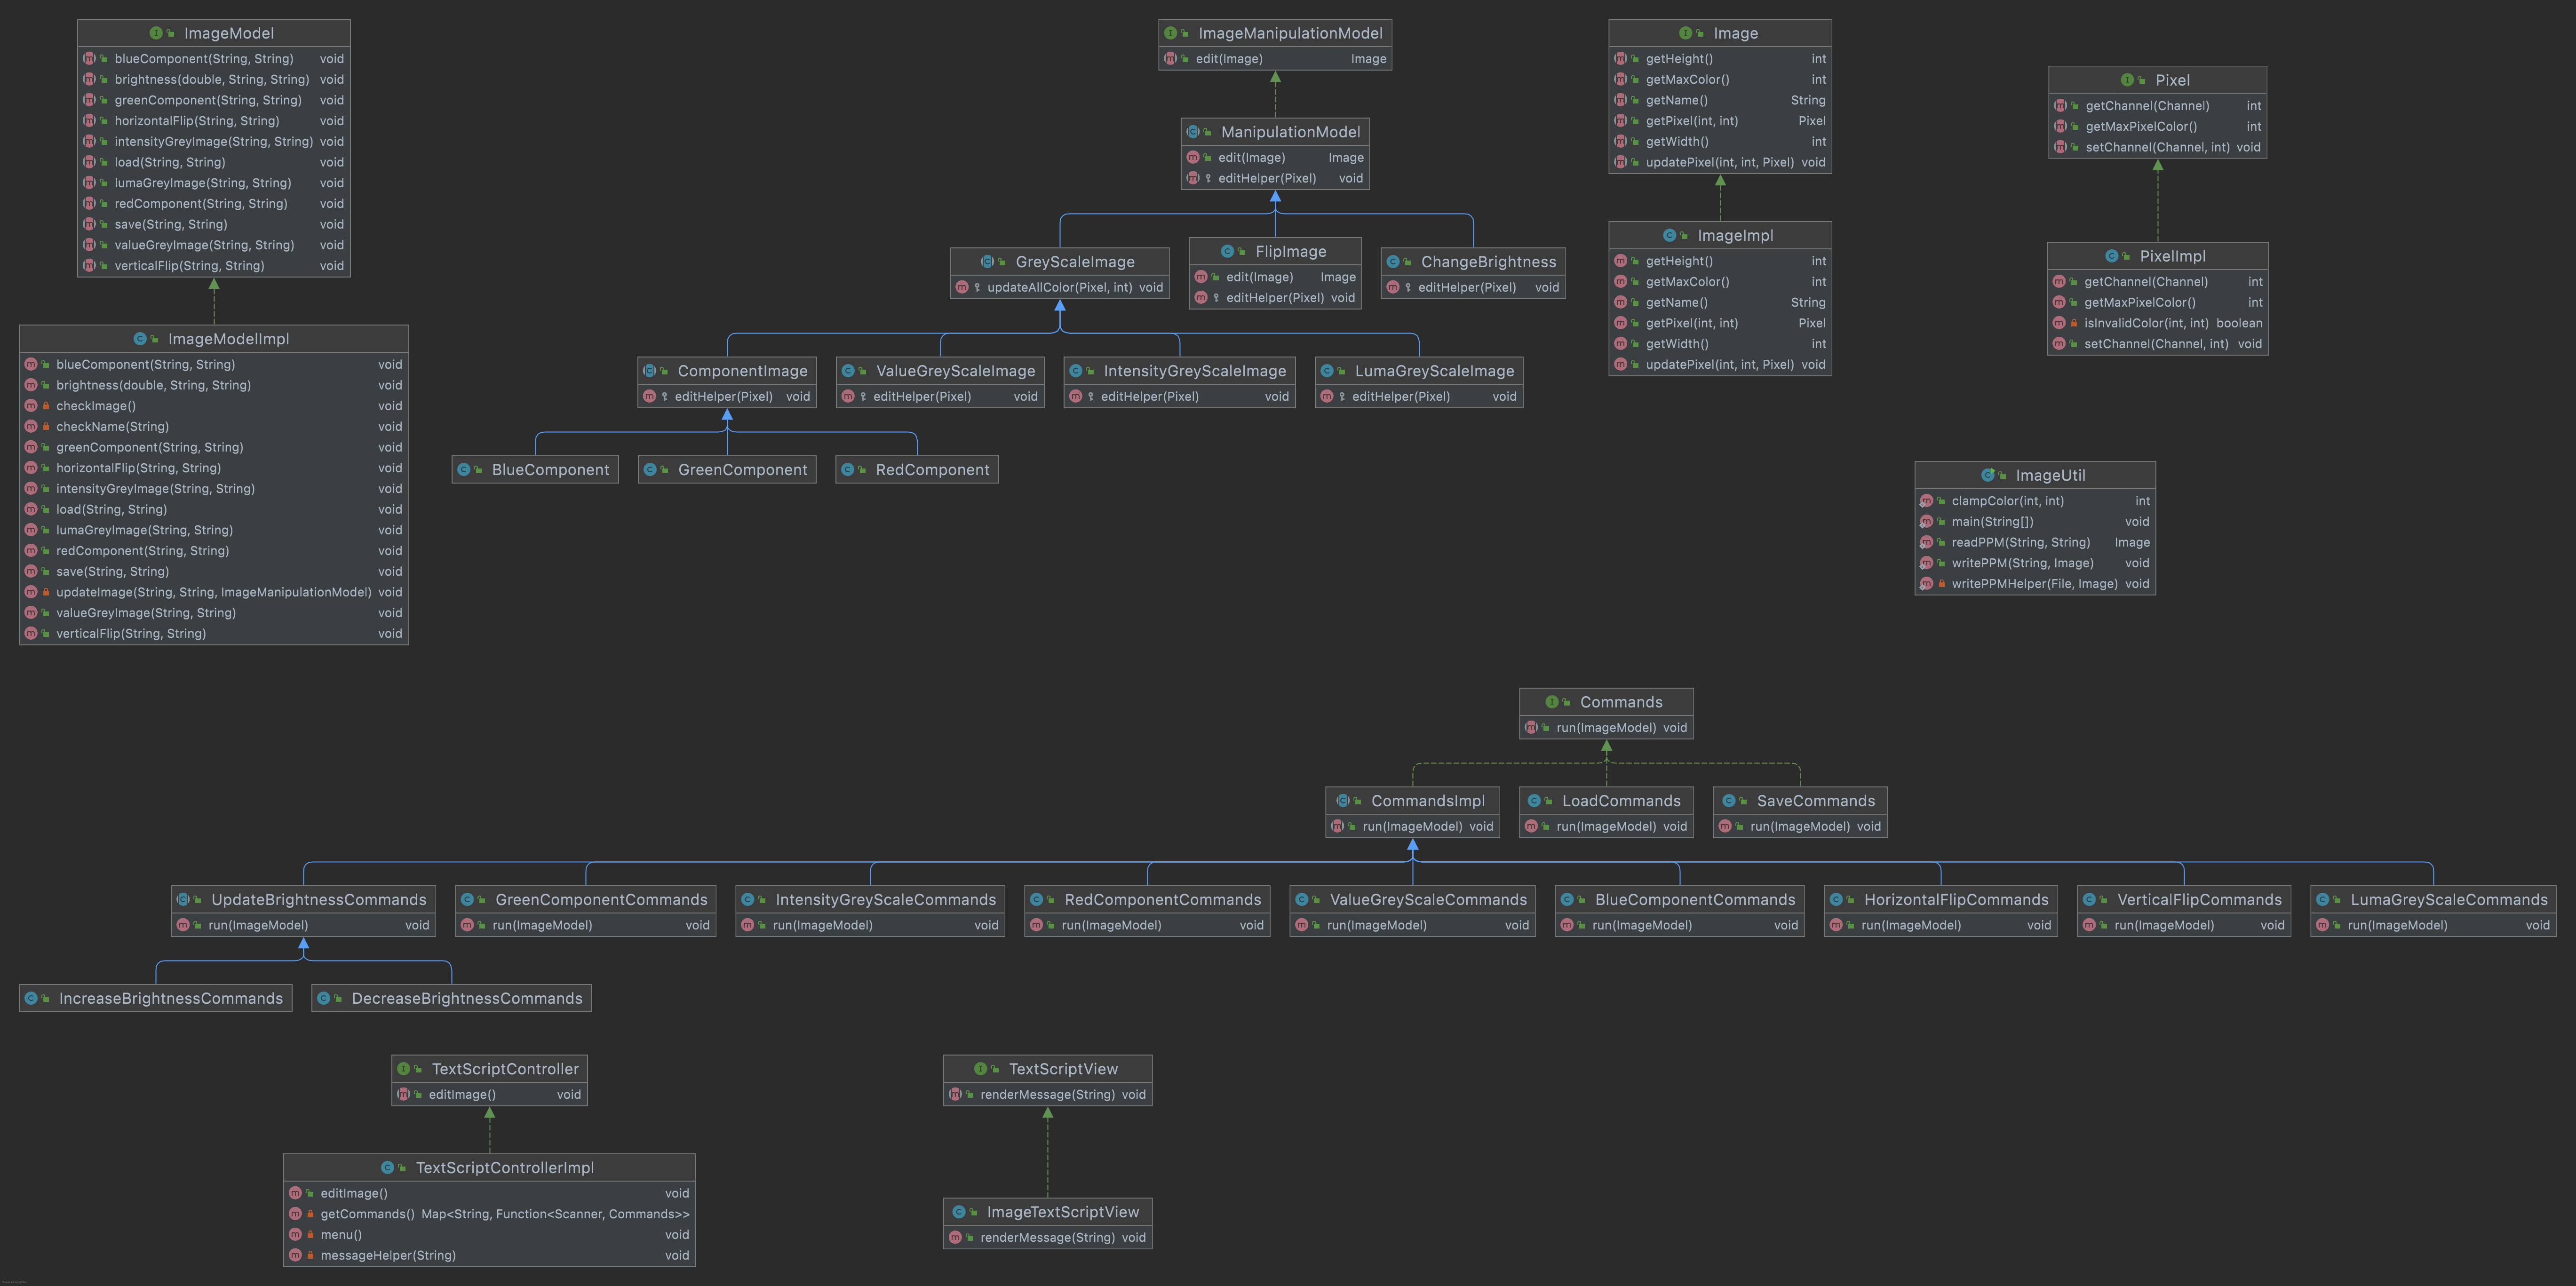 ImageModel
blueComponent(String, String) void
brightness(double, String, String) void
greenComponent(String, String) void
horizontalFlip(String, String) void
intensityGreyImage(String, String) void
load(String, String) void
lumaGreyImage(String, String) void
redComponent(String, String) void
save(String, String) void
valueGreyImage(String, String) void
verticalFlip(String, String) void
ImageModelImpl
blueComponent(String, String) void
brightness(double, String, String) void
checkImage() void
checkName(String) void
greenComponent(String, String) void
horizontalFlip(String, String) void
intensityGreyImage(String, String) void
load(String, String) void
lumaGreyImage(String, String) void
redComponent(String, String) void
save(String, String) void
updateImage(String, String, ImageManipulationModel) void
valueGreyImage(String, String) void
verticalFlip(String, String) void
ImageManipulationModel
edit(Image) Image
ManipulationModel
edit(Image) Image
editHelper(Pixel) void
GreyScaleImage
updateAllColor(Pixel, int) void
FlipImage
edit(Image) Image
editHelper(Pixel) void
ChangeBrightness
editHelper(Pixel) void
ComponentImage
editHelper(Pixel) void
ValueGreyScaleImage
editHelper(Pixel) void
IntensityGreyScaleImage
editHelper(Pixel) void
LumaGreyScaleImage
editHelper(Pixel) void
BlueComponent
GreenComponent
RedComponent
Image
getHeight() int
getMaxColor() int
getName() String
getPixel(int, int) Pixel
getWidth() int
updatePixel(int, int, Pixel) void
ImageImpl
getHeight() int
getMaxColor() int
getName() String
getPixel(int, int) Pixel
getWidth() int
updatePixel(int, int, Pixel) void
Pixel
getChannel(Channel) int
getMaxPixelColor() int
setChannel(Channel, int) void
PixelImpl
getChannel(Channel) int
getMaxPixelColor() int
isInvalidColor(int, int) boolean
setChannel(Channel, int) void
ImageUtil
clampColor(int, int) int
main(String[]) void
readPPM(String, String) Image
writePPM(String, Image) void
writePPMHelper(File, Image) void
Commands
run(ImageModel) void
CommandsImpl
run(ImageModel) void
LoadCommands
run(ImageModel) void
SaveCommands
run(ImageModel) void
UpdateBrightnessCommands
run(ImageModel) void
GreenComponentCommands
run(ImageModel) void
IntensityGreyScaleCommands
run(ImageModel) void
RedComponentCommands
run(ImageModel) void
ValueGreyScaleCommands
run(ImageModel) void
BlueComponentCommands
run(ImageModel) void
HorizontalFlipCommands
run(ImageModel) void
VerticalFlipCommands
run(ImageModel) void
LumaGreyScaleCommands
run(ImageModel) void
IncreaseBrightnessCommands
DecreaseBrightnessCommands
TextScriptController
editImage() void
TextScriptControllerImpl
editImage() void
getCommands() Map<String, Function<Scanner, Commands>>
menu() void
messageHelper(String) void
TextScriptView
renderMessage(String) void
ImageTextScriptView
renderMessage(String) void